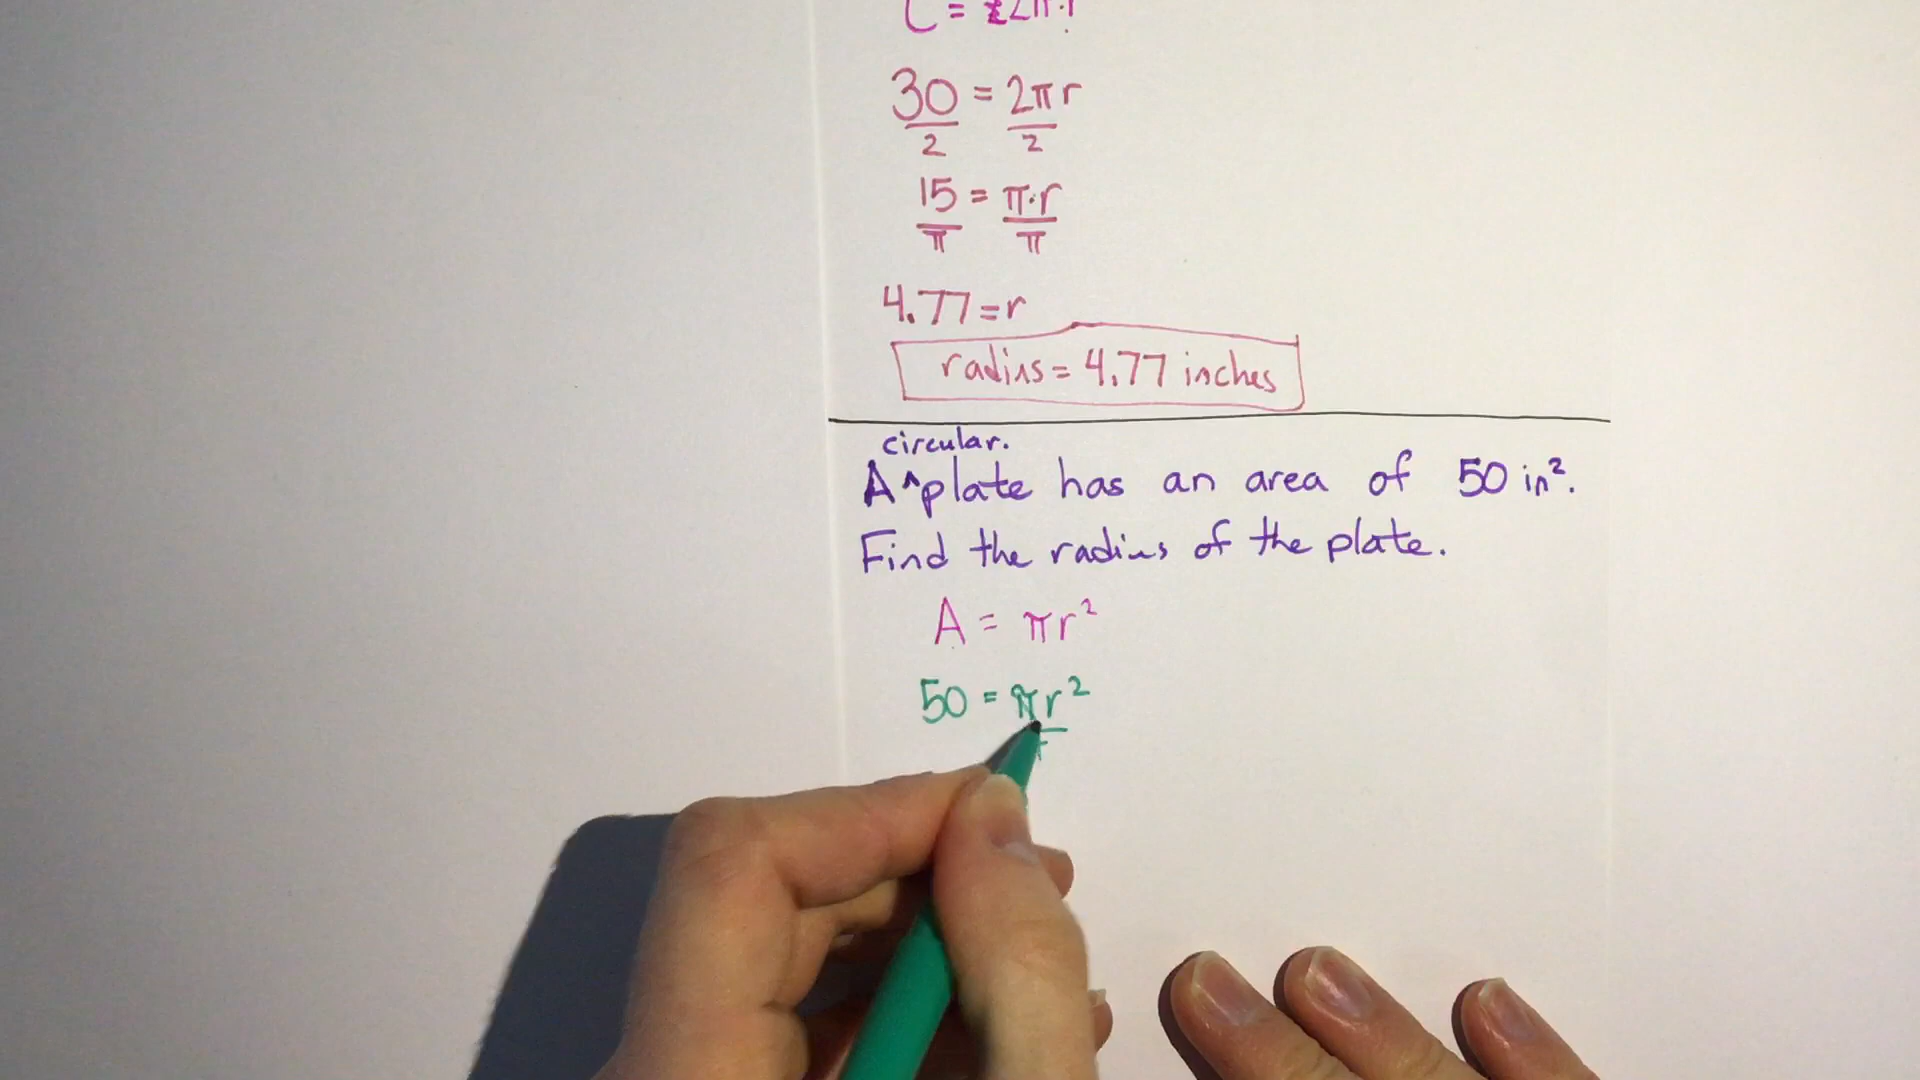 C = 2π·r
30 = 2πr
2 2
15 = π·r
π π
4.77=r
radius = 4.77 inches
circular.
A ^ plate has an area of 50 in².
Find the radius of the plate.
A = πr²
50 = πr²